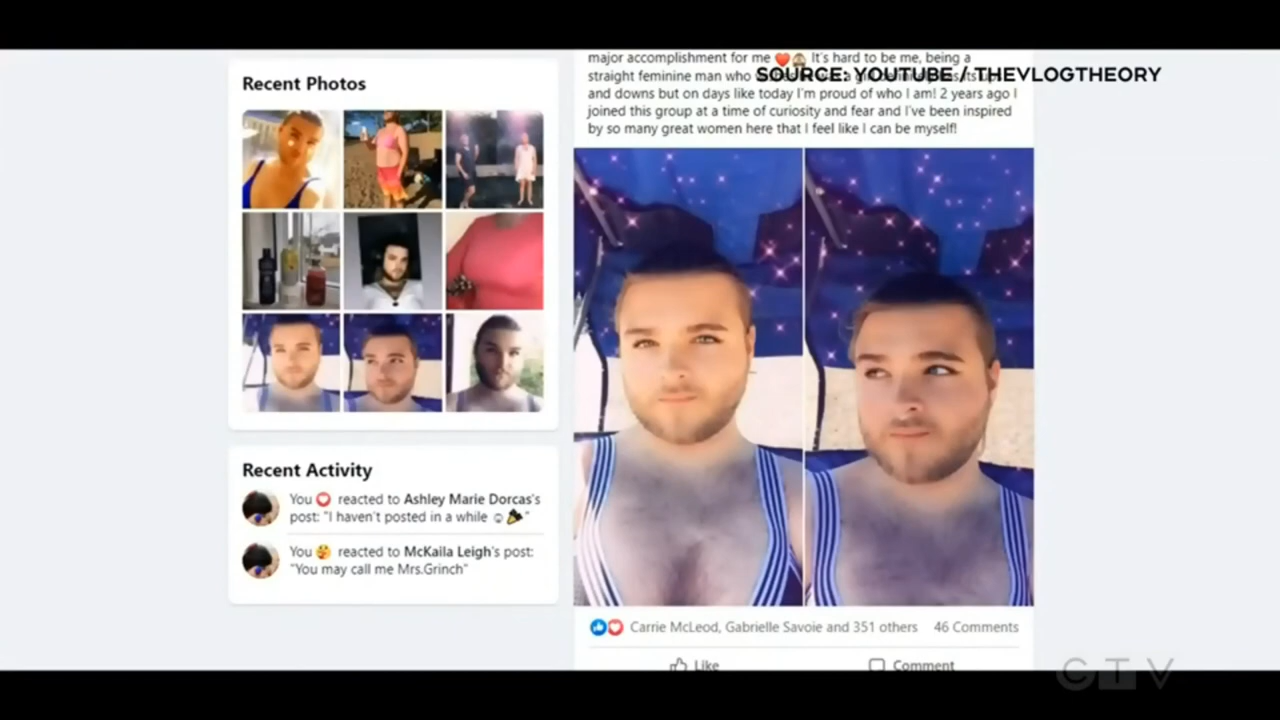 SOURCE: YOUTUBE / THEVLOGTHEORY
Recent Photos
Recent Activity
You reacted to Ashley Marie Dorcas's
post: "I haven't posted in a while
"
You reacted to McKaila Leigh's post:
"You may call me Mrs.Grinch"
major accomplishment for me It's hard to be me, being a
straight feminine man who
and downs but on days like today I'm proud of who I am! 2 years ago I
joined this group at a time of curiosity and fear and I've been inspired
by so many great women here that I feel like I can be myself!
Carrie McLeod, Gabrielle Savoie and 351 others 46 Comments
Like Comment
CTV